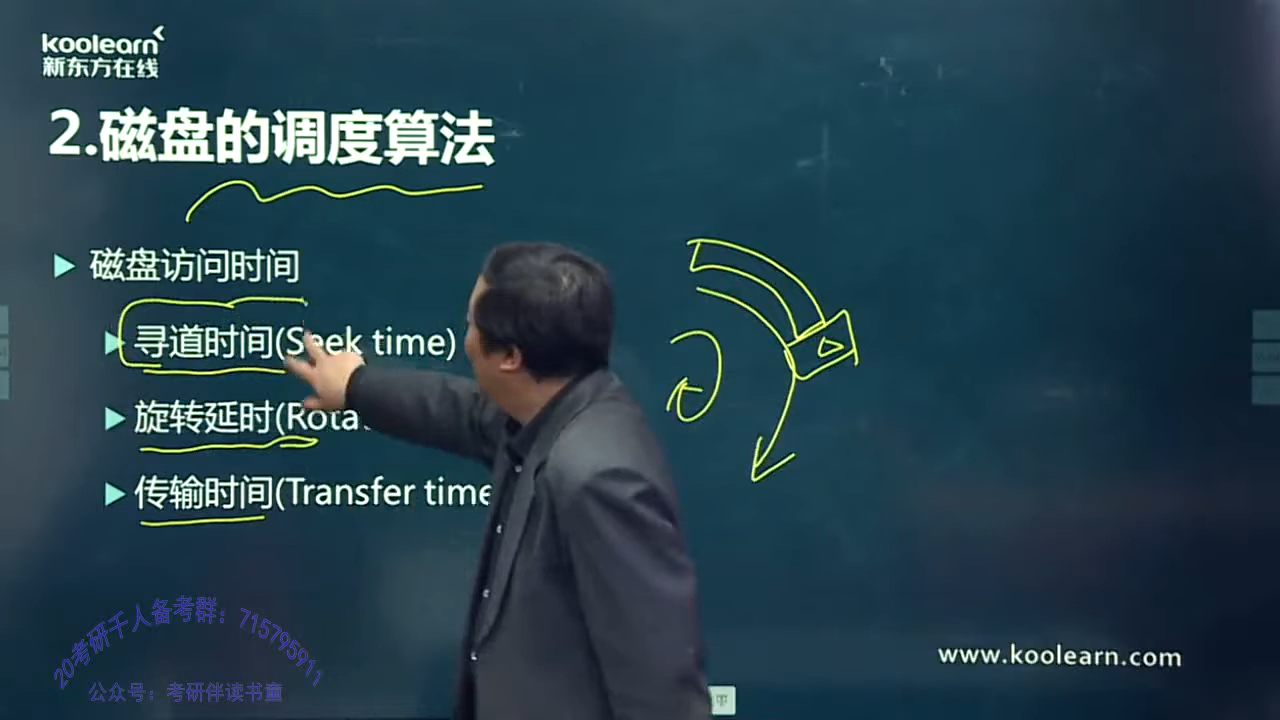 koolearn
新东方在线
2.磁盘的调度算法
磁盘访问时间
寻道时间(Seek time)
旋转延时(Rota
传输时间(Transfer time
20考研千人备考群：715795911
公众号：考研伴读书童
www.koolearn.com